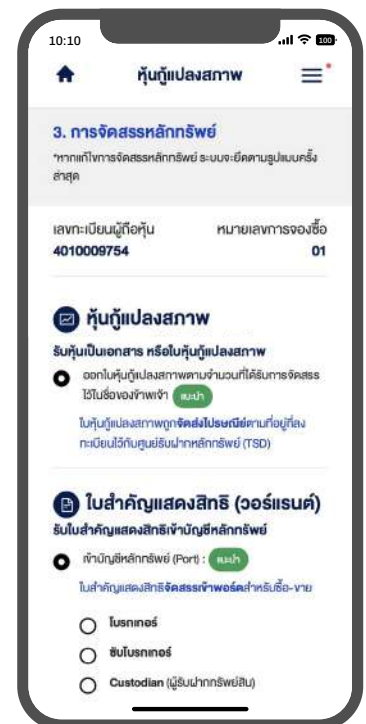 10:10
100
หุ้นกู้แปลงสภาพ
3. การจัดสรรหลักทรัพย์
*หากแก้ไขการจัดสรรหลักทรัพย์ ระบบจะยึดตามรูปแบบครั้ง
ล่าสุด
เลขทะเบียนผู้ถือหุ้น หมายเลขการจองซื้อ
4010009754 01
หุ้นกู้แปลงสภาพ
รับหุ้นเป็นเอกสาร หรือใบหุ้นกู้แปลงสภาพ
ออกใบหุ้นกู้แปลงสภาพตามจำนวนที่ได้รับการจัดสรร
ไว้ในชื่อของข้าพเจ้า แนะนำ
ใบหุ้นกู้แปลงสภาพถูกจัดส่งไปรษณีย์ตามที่อยู่ที่ลง
ทะเบียนไว้กับศูนย์รับฝากหลักทรัพย์ (TSD)
ใบสำคัญแสดงสิทธิ (วอร์แรนต์)
รับใบสำคัญแสดงสิทธิเข้าบัญชีหลักทรัพย์
เข้าบัญชีหลักทรัพย์ (Port) : แนะนำ
ใบสำคัญแสดงสิทธิจัดสรรเข้าพอร์ตสำหรับซื้อ-ขาย
โบรกเกอร์
ซับโบรกเกอร์
Custodian (ผู้รับฝากทรัพย์สิน)